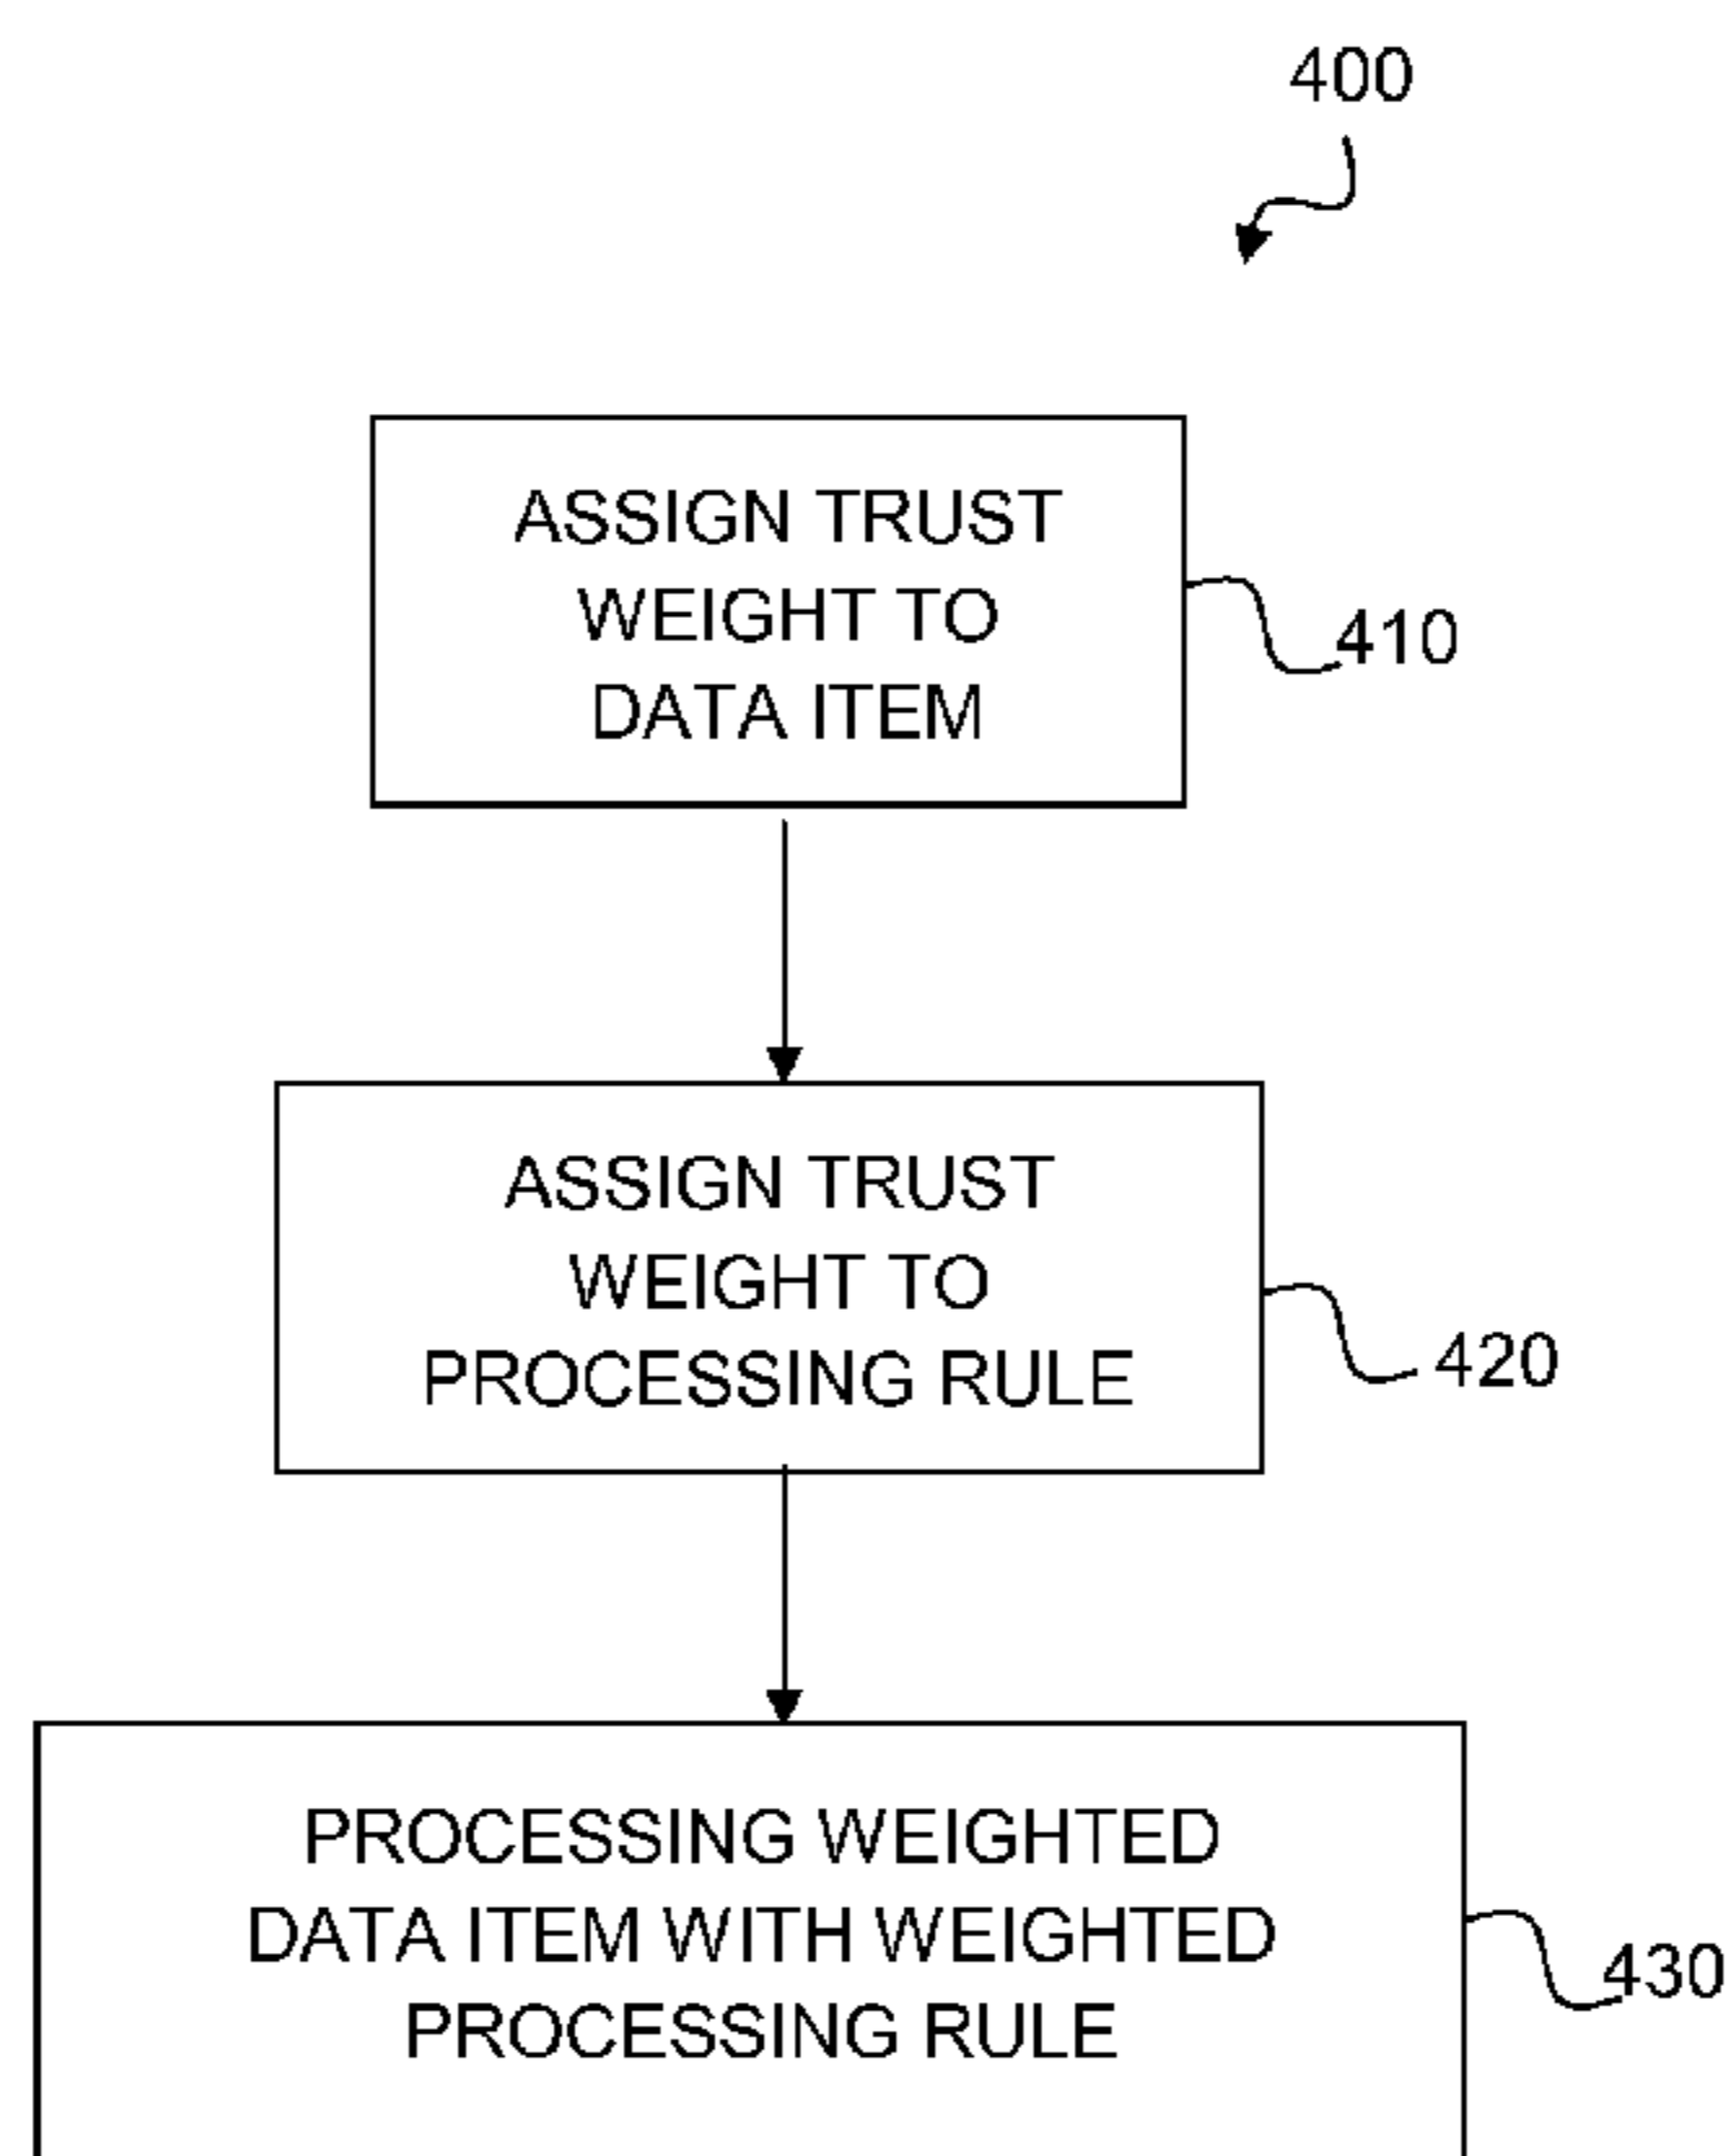 400
ASSIGN TRUST
WEIGHT TO
DATA ITEM
410
ASSIGN TRUST
WEIGHT TO
PROCESSING RULE
420
PROCESSING WEIGHTED
DATA ITEM WITH WEIGHTED
PROCESSING RULE
430